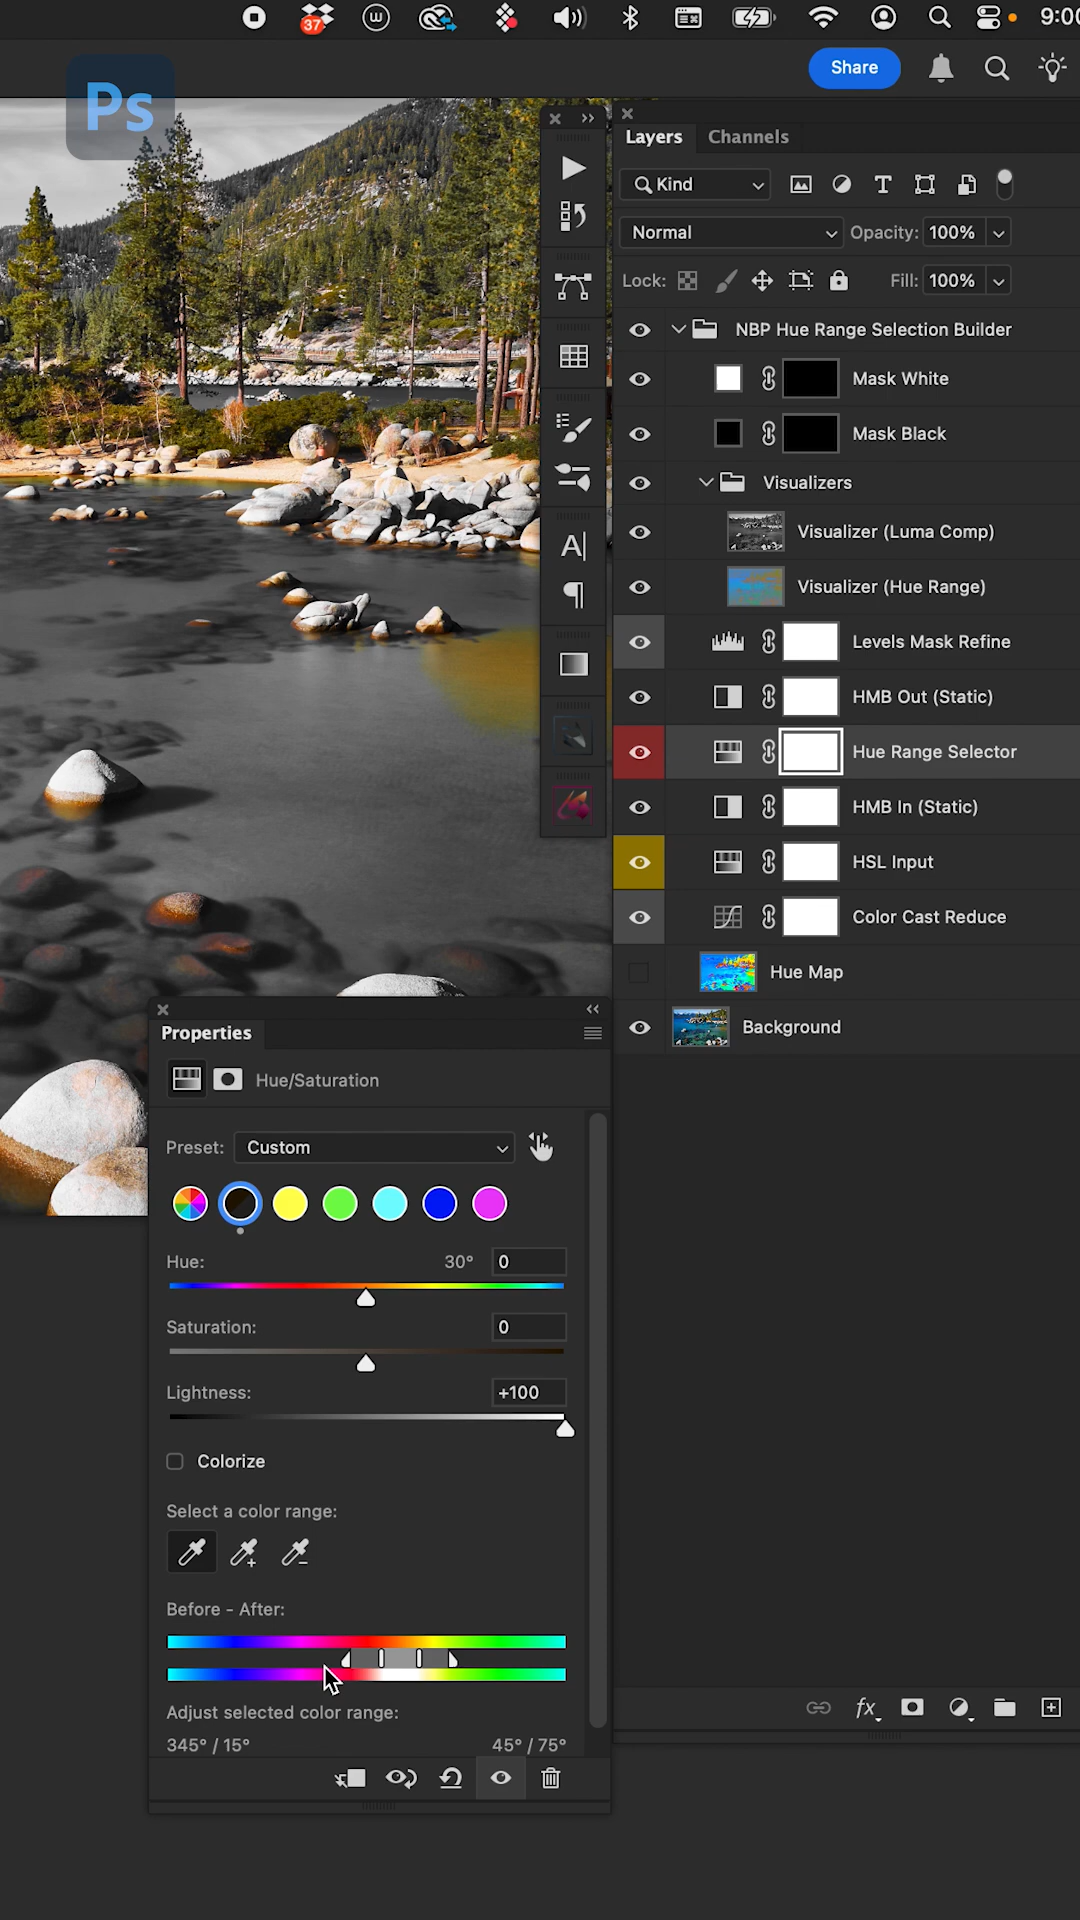 37
9:00
Share
Ps
Layers
Channels
Kind
Normal
Opacity: 100%
Lock:
Fill: 100%
NBP Hue Range Selection Builder
Mask White
Mask Black
Visualizers
Visualizer (Luma Comp)
Visualizer (Hue Range)
Levels Mask Refine
HMB Out (Static)
Hue Range Selector
HMB In (Static)
HSL Input
Color Cast Reduce
Hue Map
Background
Properties
Hue/Saturation
Preset: Custom
Hue: 30° 0
Saturation: 0
Lightness: +100
Colorize
Select a color range:
Before - After:
Adjust selected color range:
345° / 15° 45° / 75°
fx